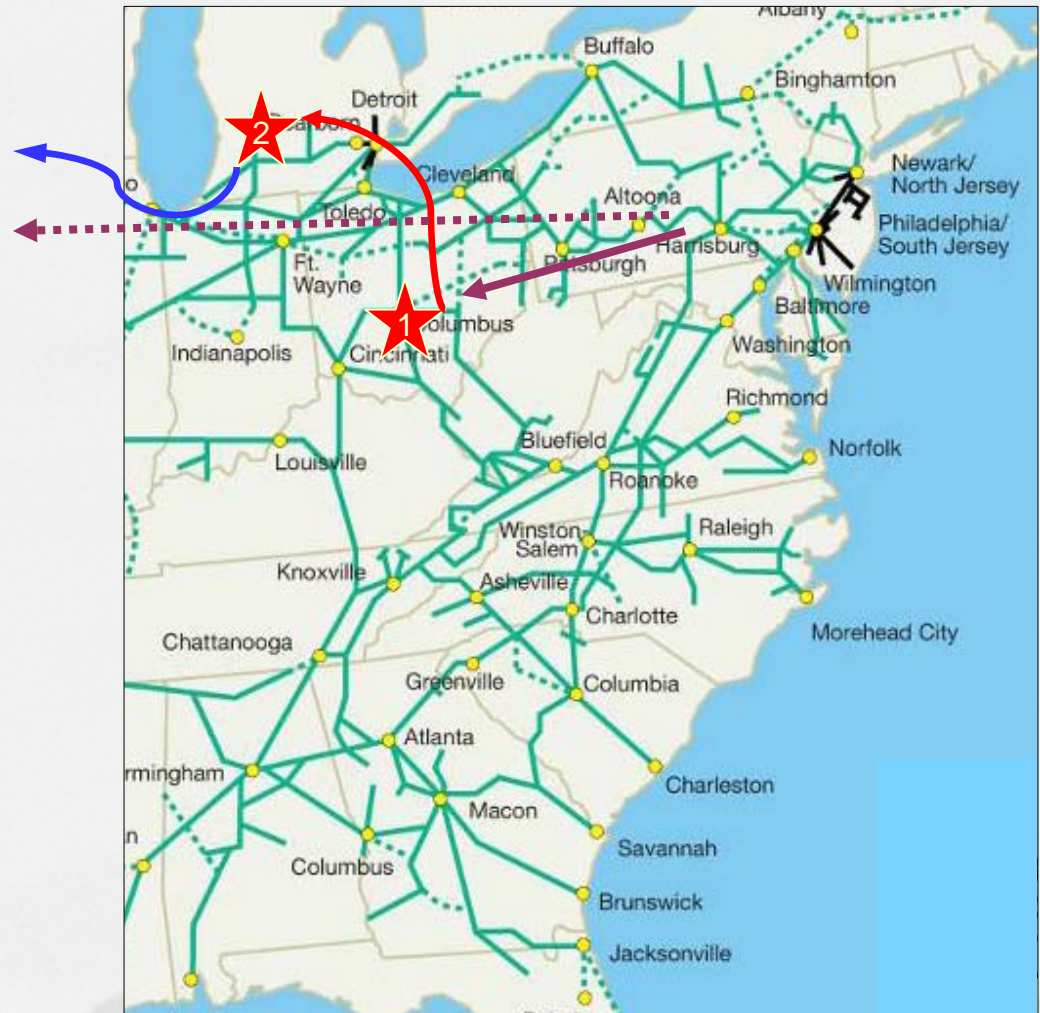 Albany
Buffalo
Binghamton
Detroit
2
Dearborn
Newark/
North Jersey
Cleveland
Altoona
o
Toledo
Philadelphia/
South Jersey
Harrisburg
Pittsburgh
Ft.
Wayne
Wilmington
Baltimore
1
Columbus
Washington
Indianapolis
Cincinnati
Richmond
Bluefield
Norfolk
Louisville
Roanoke
Winston-
Salem
Raleigh
Knoxville
Asheville
Charlotte
Morehead City
Chattanooga
Greenville
Columbia
Atlanta
rmingham
Charleston
Macon
n
Savannah
Columbus
Brunswick
Jacksonville